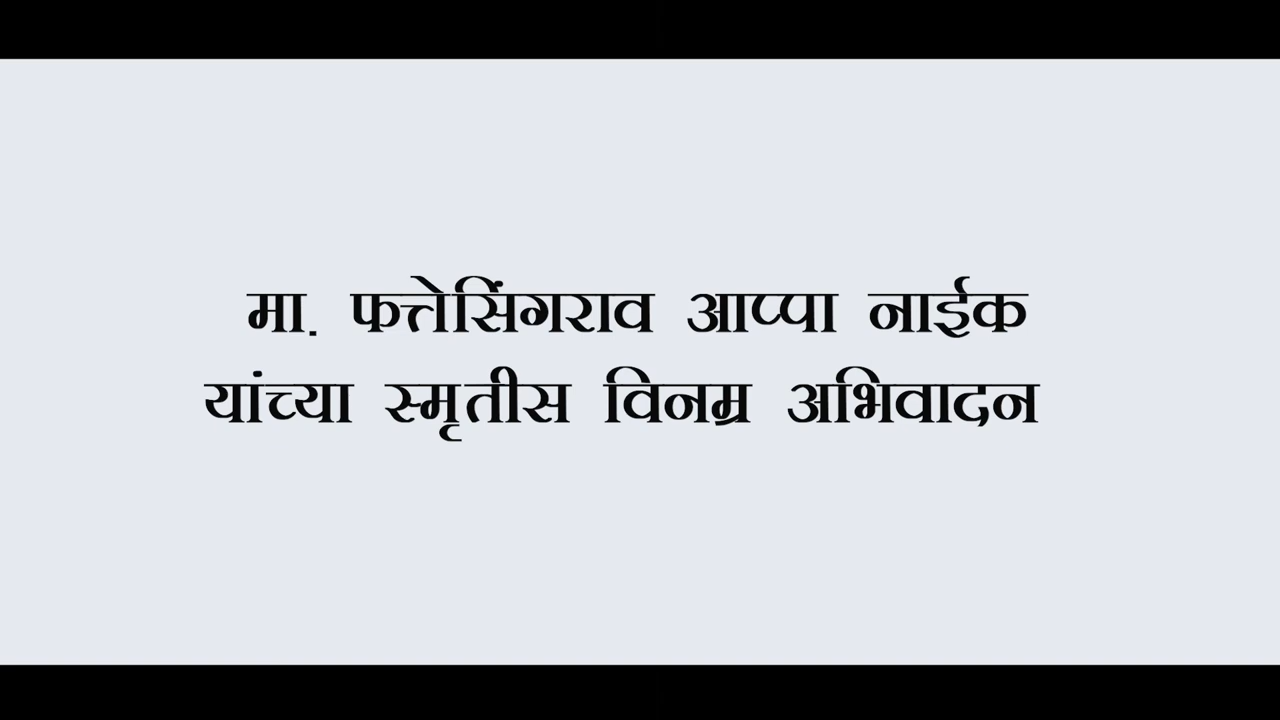 मा. फत्तेसिंगराव आप्पा नाईक
यांच्या स्मृतीस विनम्र अभिवादन